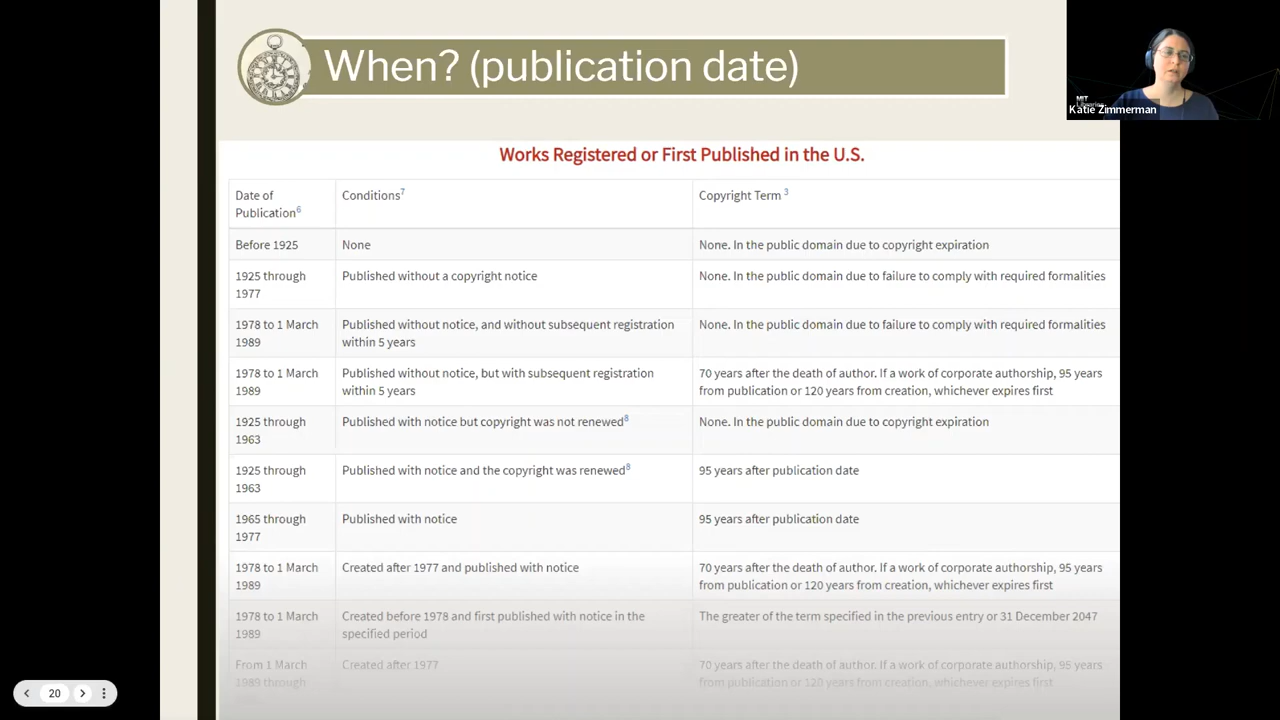 When? (publication date)
MIT
Libraries
Katie Zimmerman
Works Registered or First Published in the U.S.
Date of
Publication6
Conditions7
Copyright Term 3
Before 1925
None
None. In the public domain due to copyright expiration
1925 through
1977
Published without a copyright notice
None. In the public domain due to failure to comply with required formalities
1978 to 1 March
1989
Published without notice, and without subsequent registration
within 5 years
None. In the public domain due to failure to comply with required formalities
1978 to 1 March
1989
Published without notice, but with subsequent registration
within 5 years
70 years after the death of author. If a work of corporate authorship, 95 years
from publication or 120 years from creation, whichever expires first
1925 through
1963
Published with notice but copyright was not renewed8
None. In the public domain due to copyright expiration
1925 through
1963
Published with notice and the copyright was renewed8
95 years after publication date
1965 through
1977
Published with notice
95 years after publication date
1978 to 1 March
1989
Created after 1977 and published with notice
70 years after the death of author. If a work of corporate authorship, 95 years
from publication or 120 years from creation, whichever expires first
1978 to 1 March
1989
Created before 1978 and first published with notice in the
specified period
The greater of the term specified in the previous entry or 31 December 2047
From 1 March
1989 through
Created after 1977
70 years after the death of author. If a work of corporate authorship, 95 years
from publication or 120 years from creation, whichever expires first
20